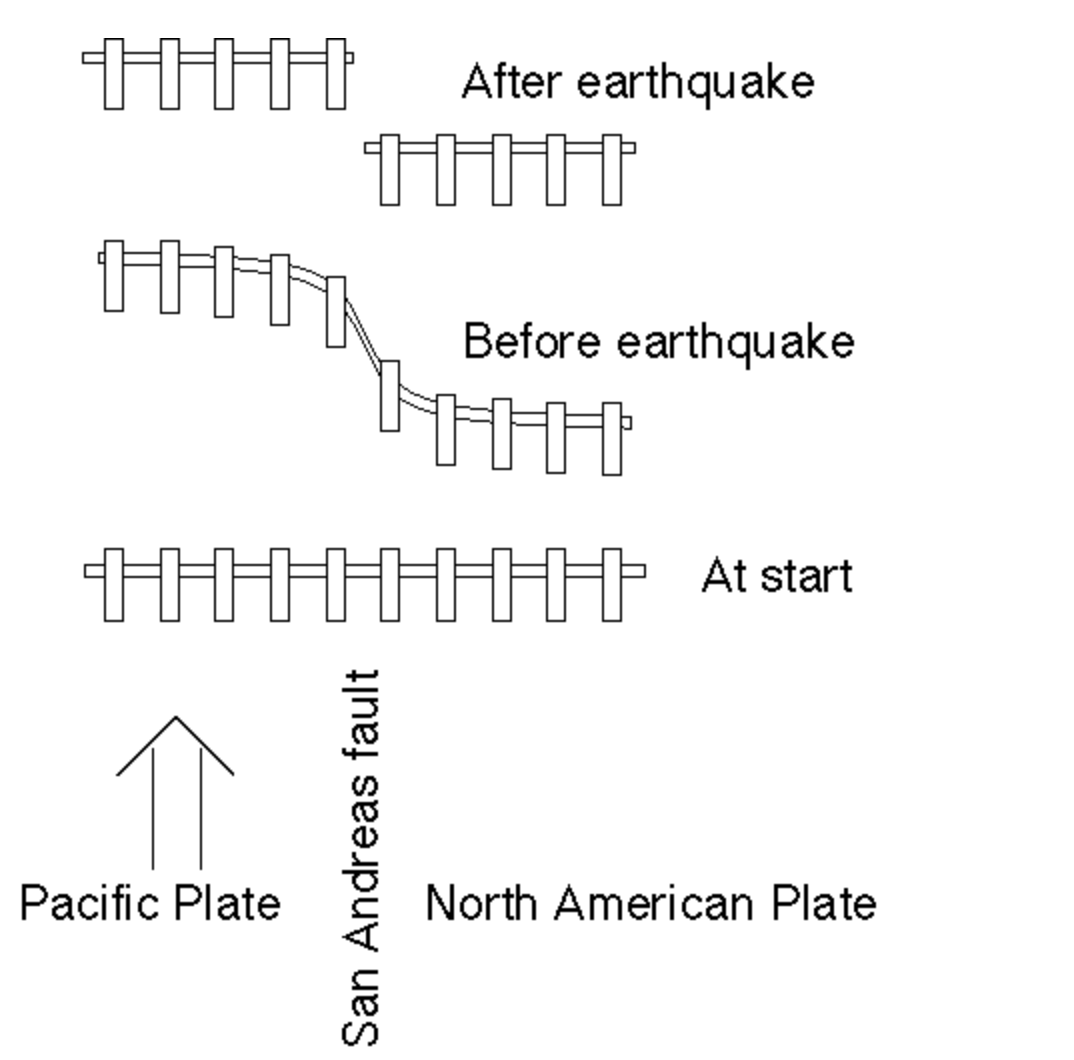 After earthquake
Before earthquake
At start
San Andreas fault
Pacific Plate
North American Plate